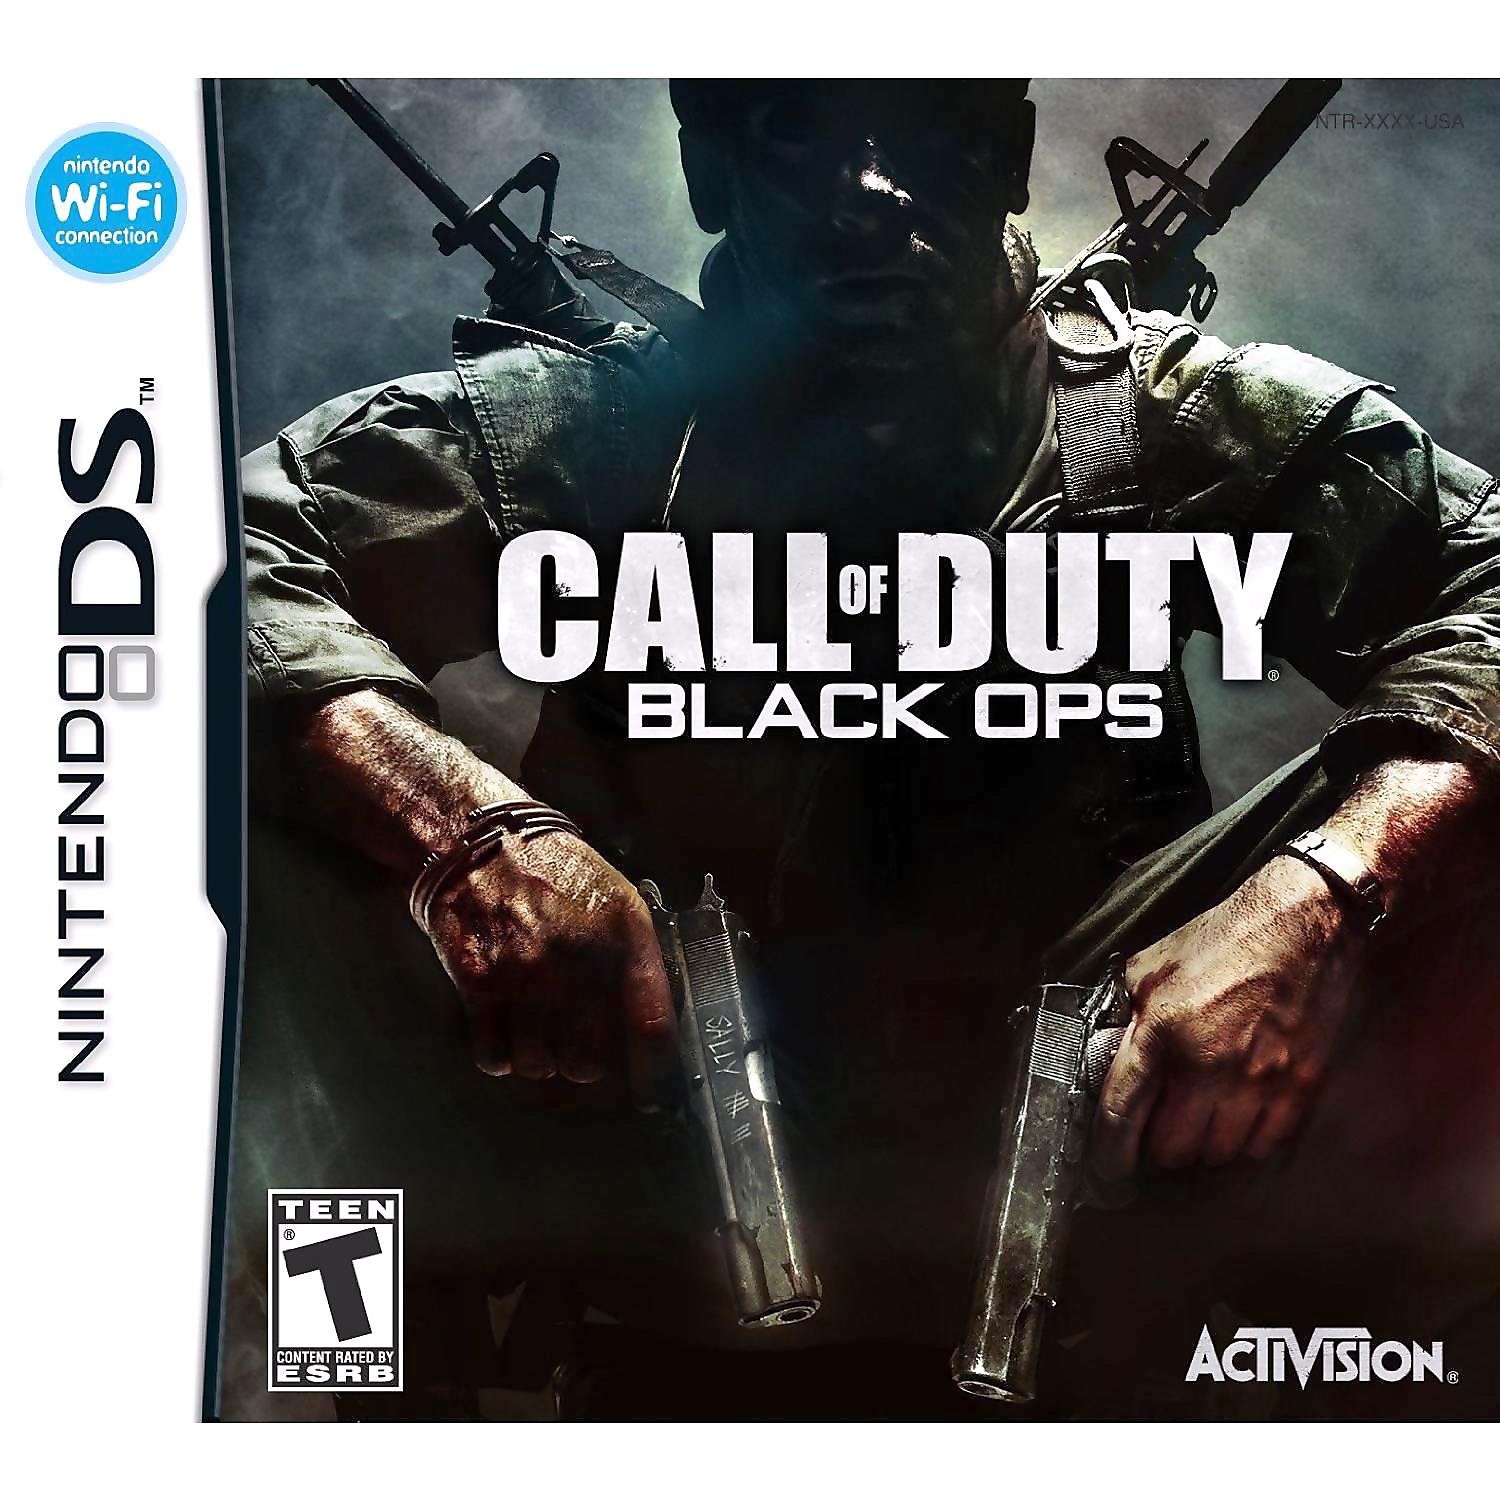 nintendo
Wi-Fi
connection
NINTENDO DS™
NTR-XXXX-USA
CALL OF DUTY®
BLACK OPS
SALLY
TEEN
T®
CONTENT RATED BY
ESRB
ACTIVISION®